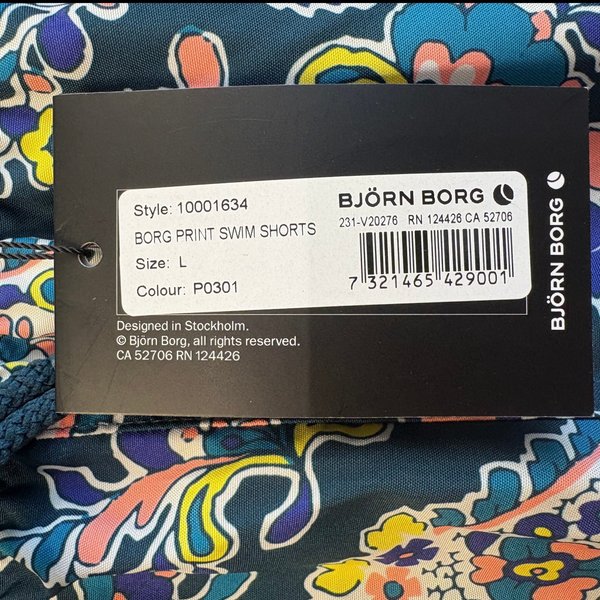 Style: 10001634
BORG PRINT SWIM SHORTS
Size: L
Colour: P0301
BJÖRN BORG
231-V20276 RN 124426 CA 52706
7 321465 429001
Designed in Stockholm.
© Björn Borg, all rights reserved.
CA 52706 RN 124426
BJÖRN BORG